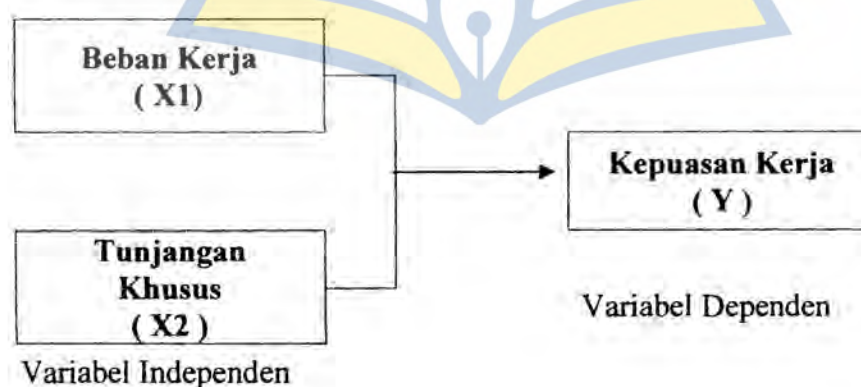 Beban Kerja
( X1)
Tunjangan
Khusus
( X2 )
Variabel Independen
Kepuasan Kerja
( Y )
Variabel Dependen